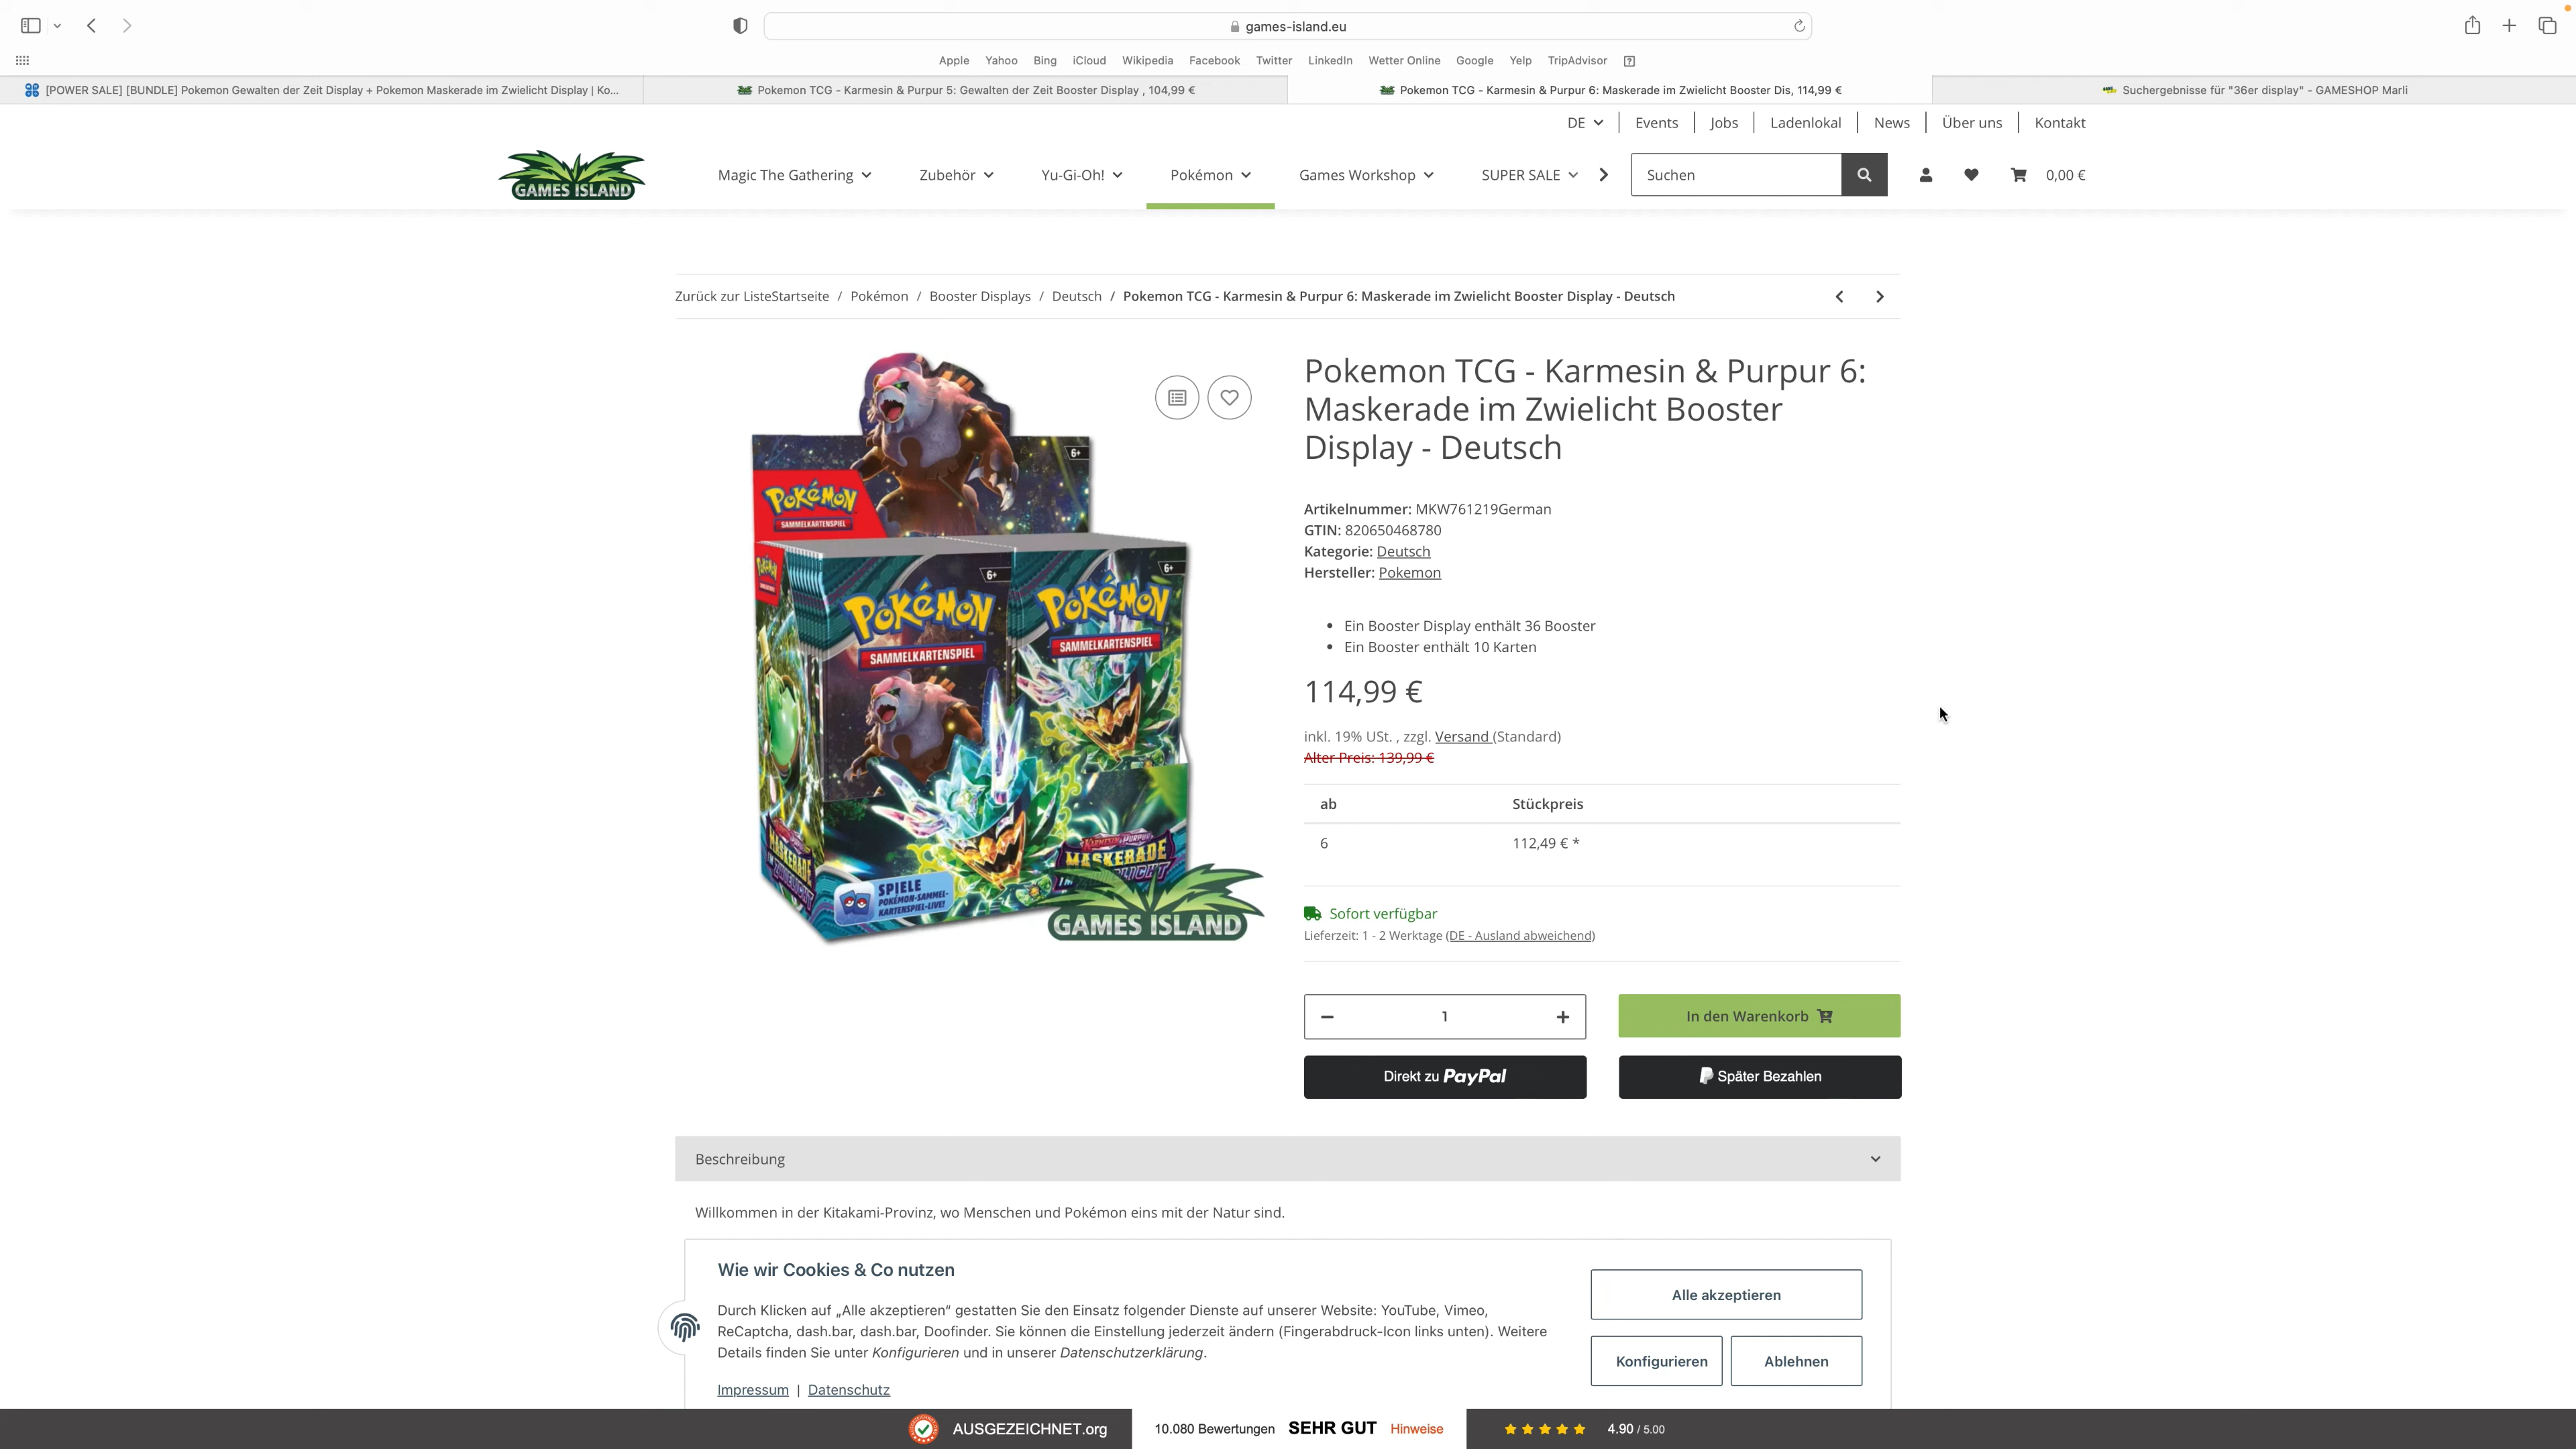 games-island.eu
Apple Yahoo Bing iCloud Wikipedia Facebook Twitter LinkedIn Wetter Online Google Yelp TripAdvisor ?
[POWER SALE] [BUNDLE] Pokemon Gewalten der Zeit Display + Pokemon Maskerade im Zwielicht Display | Ko...
Pokemon TCG - Karmesin & Purpur 5: Gewalten der Zeit Booster Display , 104,99 €
Pokemon TCG - Karmesin & Purpur 6: Maskerade im Zwielicht Booster Dis, 114,99 €
Suchergebnisse für "36er display" - GAMESHOP Marli
DE | Events | Jobs | Ladenlokal | News | Über uns | Kontakt
GAMES ISLAND
Magic The Gathering Zubehör Yu-Gi-Oh! Pokémon Games Workshop SUPER SALE
Suchen
0,00 €
Zurück zur ListeStartseite / Pokémon / Booster Displays / Deutsch / Pokemon TCG - Karmesin & Purpur 6: Maskerade im Zwielicht Booster Display - Deutsch
6+
POKÉMON
SAMMELKARTENSPIEL
6+
6+
POKÉMON
POKÉMON
SAMMELKARTENSPIEL
SAMMELKARTENSPIEL
KARMESIN & PURPUR
MASKERADE
SPIELE
POKÉMON-SAMMEL-
KARTENSPIEL-LIVE!
GAMES ISLAND
Pokemon TCG - Karmesin & Purpur 6:
Maskerade im Zwielicht Booster
Display - Deutsch
Artikelnummer: MKW761219German
GTIN: 820650468780
Kategorie: Deutsch
Hersteller: Pokemon
• Ein Booster Display enthält 36 Booster
• Ein Booster enthält 10 Karten
114,99 €
inkl. 19% USt. , zzgl. Versand (Standard)
Alter Preis: 139,99 €
ab Stückpreis
6 112,49 € *
Sofort verfügbar
Lieferzeit: 1 - 2 Werktage (DE - Ausland abweichend)
− 1 +
In den Warenkorb
Direkt zu PayPal
Später Bezahlen
Beschreibung
Willkommen in der Kitakami-Provinz, wo Menschen und Pokémon eins mit der Natur sind.
Wie wir Cookies & Co nutzen
Durch Klicken auf „Alle akzeptieren“ gestatten Sie den Einsatz folgender Dienste auf unserer Website: YouTube, Vimeo,
ReCaptcha, dash.bar, dash.bar, Doofinder. Sie können die Einstellung jederzeit ändern (Fingerabdruck-Icon links unten). Weitere
Details finden Sie unter Konfigurieren und in unserer Datenschutzerklärung.
Impressum | Datenschutz
Alle akzeptieren
Konfigurieren
Ablehnen
AUSGEZEICHNET.org
10.080 Bewertungen SEHR GUT Hinweise
4.90 / 5.00